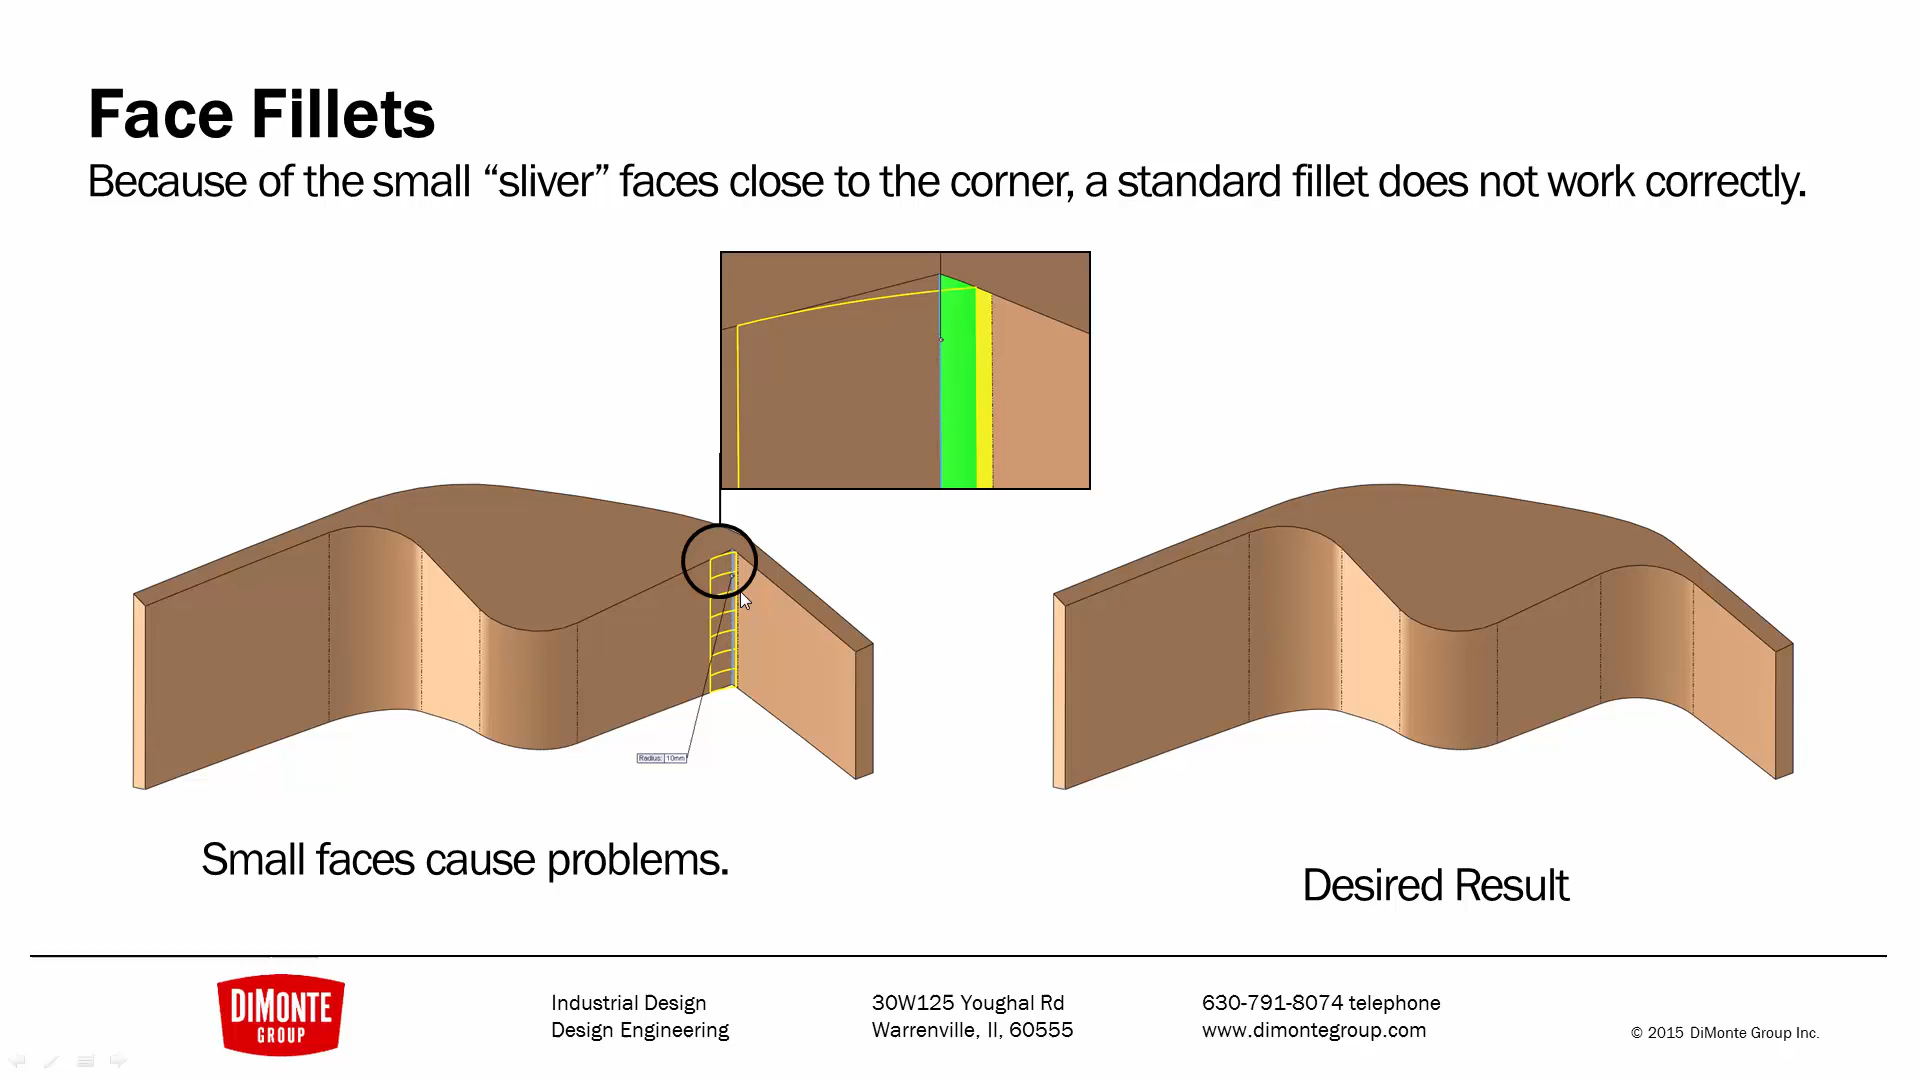 Face Fillets
Because of the small “sliver” faces close to the corner, a standard fillet does not work correctly.
Radius: 10mm
Small faces cause problems.
Desired Result
DIMONTE
GROUP
Industrial Design
Design Engineering
30W125 Youghal Rd
Warrenville, Il, 60555
630-791-8074 telephone
www.dimontegroup.com
© 2015 DiMonte Group Inc.